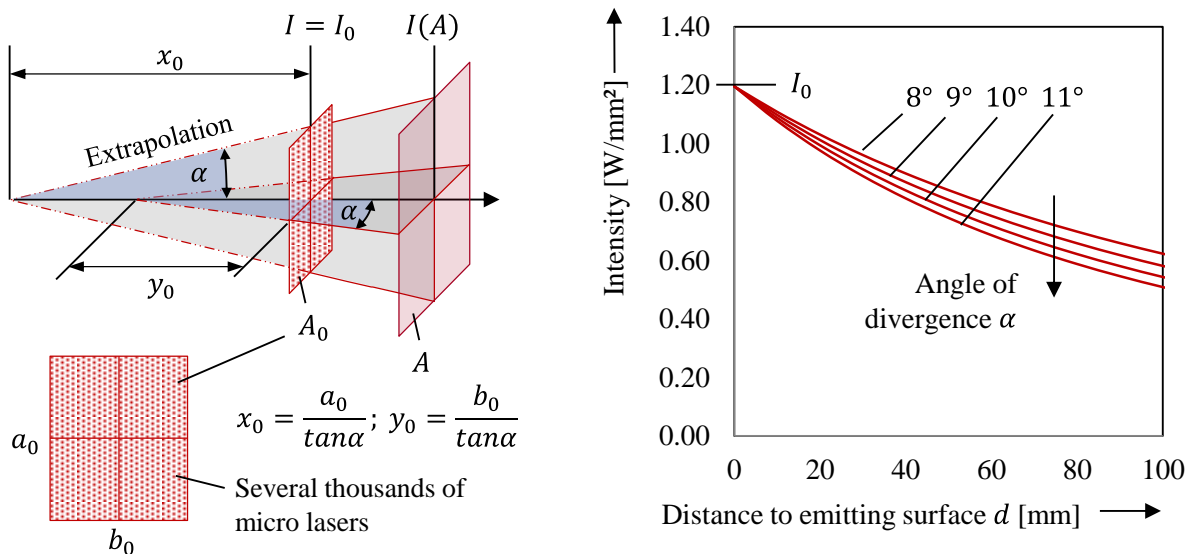 I = I₀
I(A)
x₀
Extrapolation
α
α
y₀
A₀
A
a₀
b₀
x₀ = a₀/tanα; y₀ = b₀/tanα
Several thousands of
micro lasers
Intensity [W/mm²]
1.40
1.20
1.00
0.80
0.60
0.40
0.20
0.00
I₀
8° 9° 10° 11°
Angle of
divergence α
0 20 40 60 80 100
Distance to emitting surface d [mm]